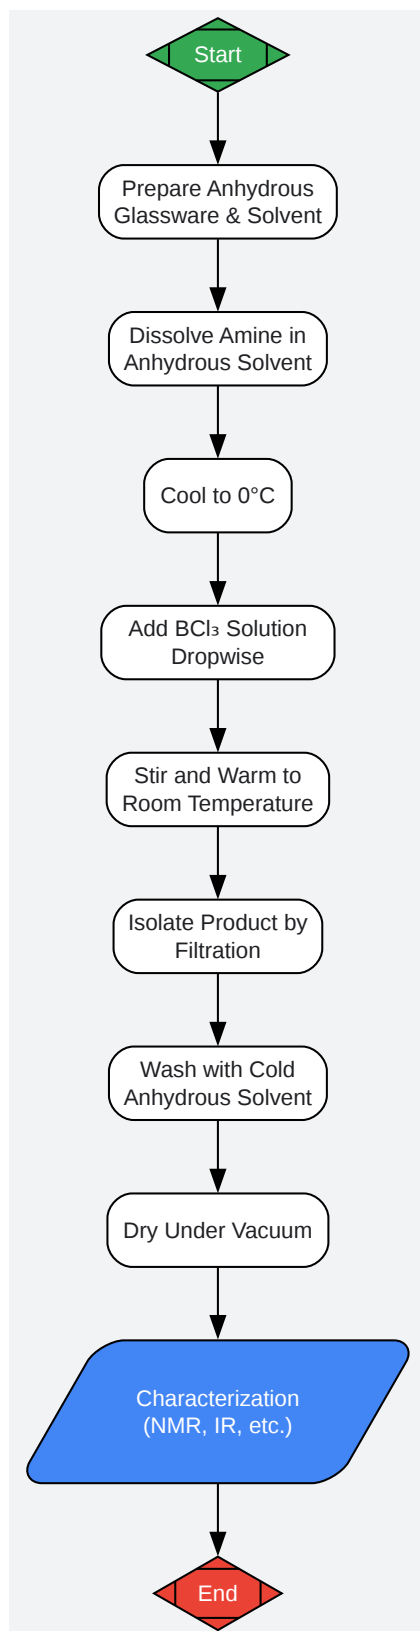 Start
Prepare Anhydrous
Glassware & Solvent
Dissolve Amine in
Anhydrous Solvent
Cool to 0°C
Add BCl₃ Solution
Dropwise
Stir and Warm to
Room Temperature
Isolate Product by
Filtration
Wash with Cold
Anhydrous Solvent
Dry Under Vacuum
Characterization
(NMR, IR, etc.)
End